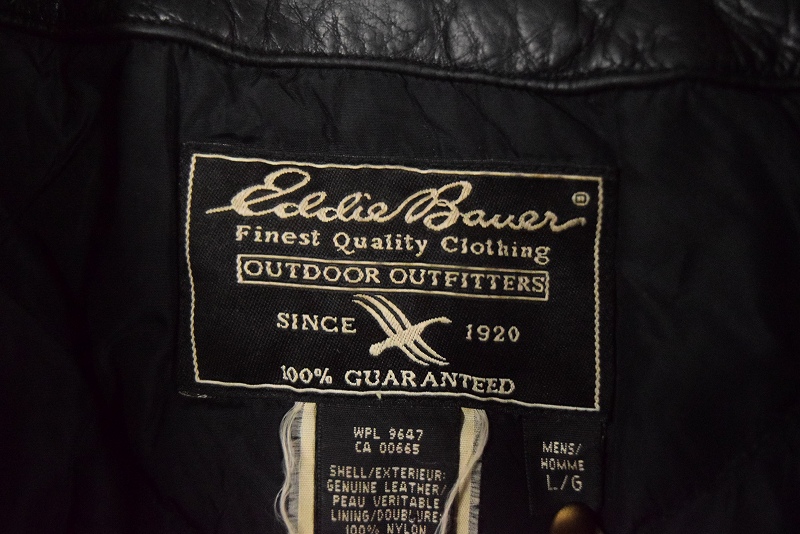 Eddie Bauer ®
Finest Quality Clothing
OUTDOOR OUTFITTERS
SINCE 1920
100% GUARANTEED
WPL 9647
CA 00665
SHELL/EXTERIEUR:
GENUINE LEATHER/
PEAU VERITABLE
LINING/DOUBLURE:
100% NYLON
MENS/
HOMME
L/G